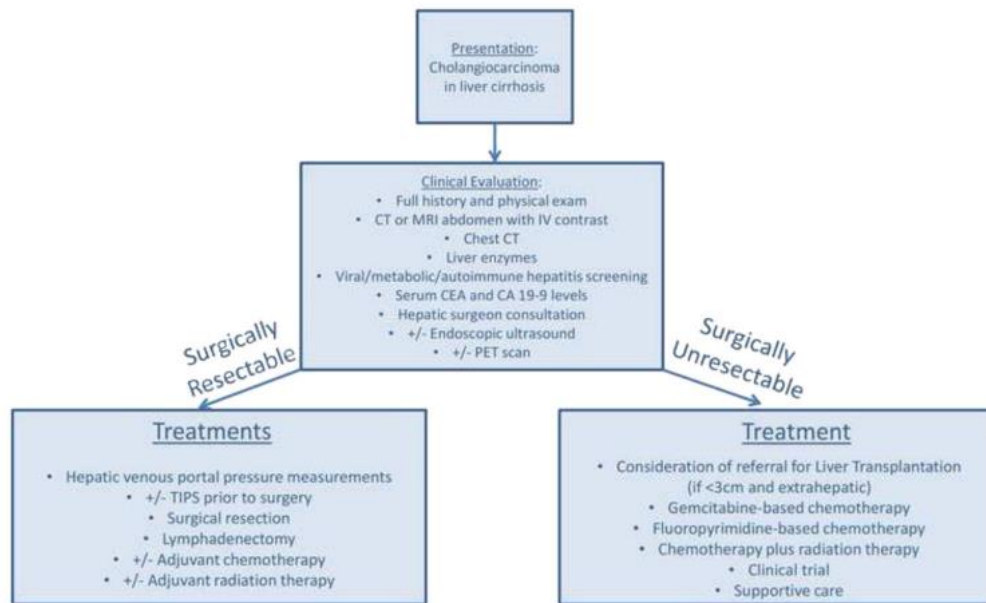 Presentation:
Cholangiocarcinoma
in liver cirrhosis
Clinical Evaluation:
• Full history and physical exam
• CT or MRI abdomen with IV contrast
• Chest CT
• Liver enzymes
• Viral/metabolic/autoimmune hepatitis screening
• Serum CEA and CA 19-9 levels
• Hepatic surgeon consultation
• +/- Endoscopic ultrasound
• +/- PET scan
Surgically
Resectable
Surgically
Unresectable
Treatments
• Hepatic venous portal pressure measurements
• +/- TIPS prior to surgery
• Surgical resection
• Lymphadenectomy
• +/- Adjuvant chemotherapy
• +/- Adjuvant radiation therapy
Treatment
• Consideration of referral for Liver Transplantation
(if <3cm and extrahepatic)
• Gemcitabine-based chemotherapy
• Fluoropyrimidine-based chemotherapy
• Chemotherapy plus radiation therapy
• Clinical trial
• Supportive care